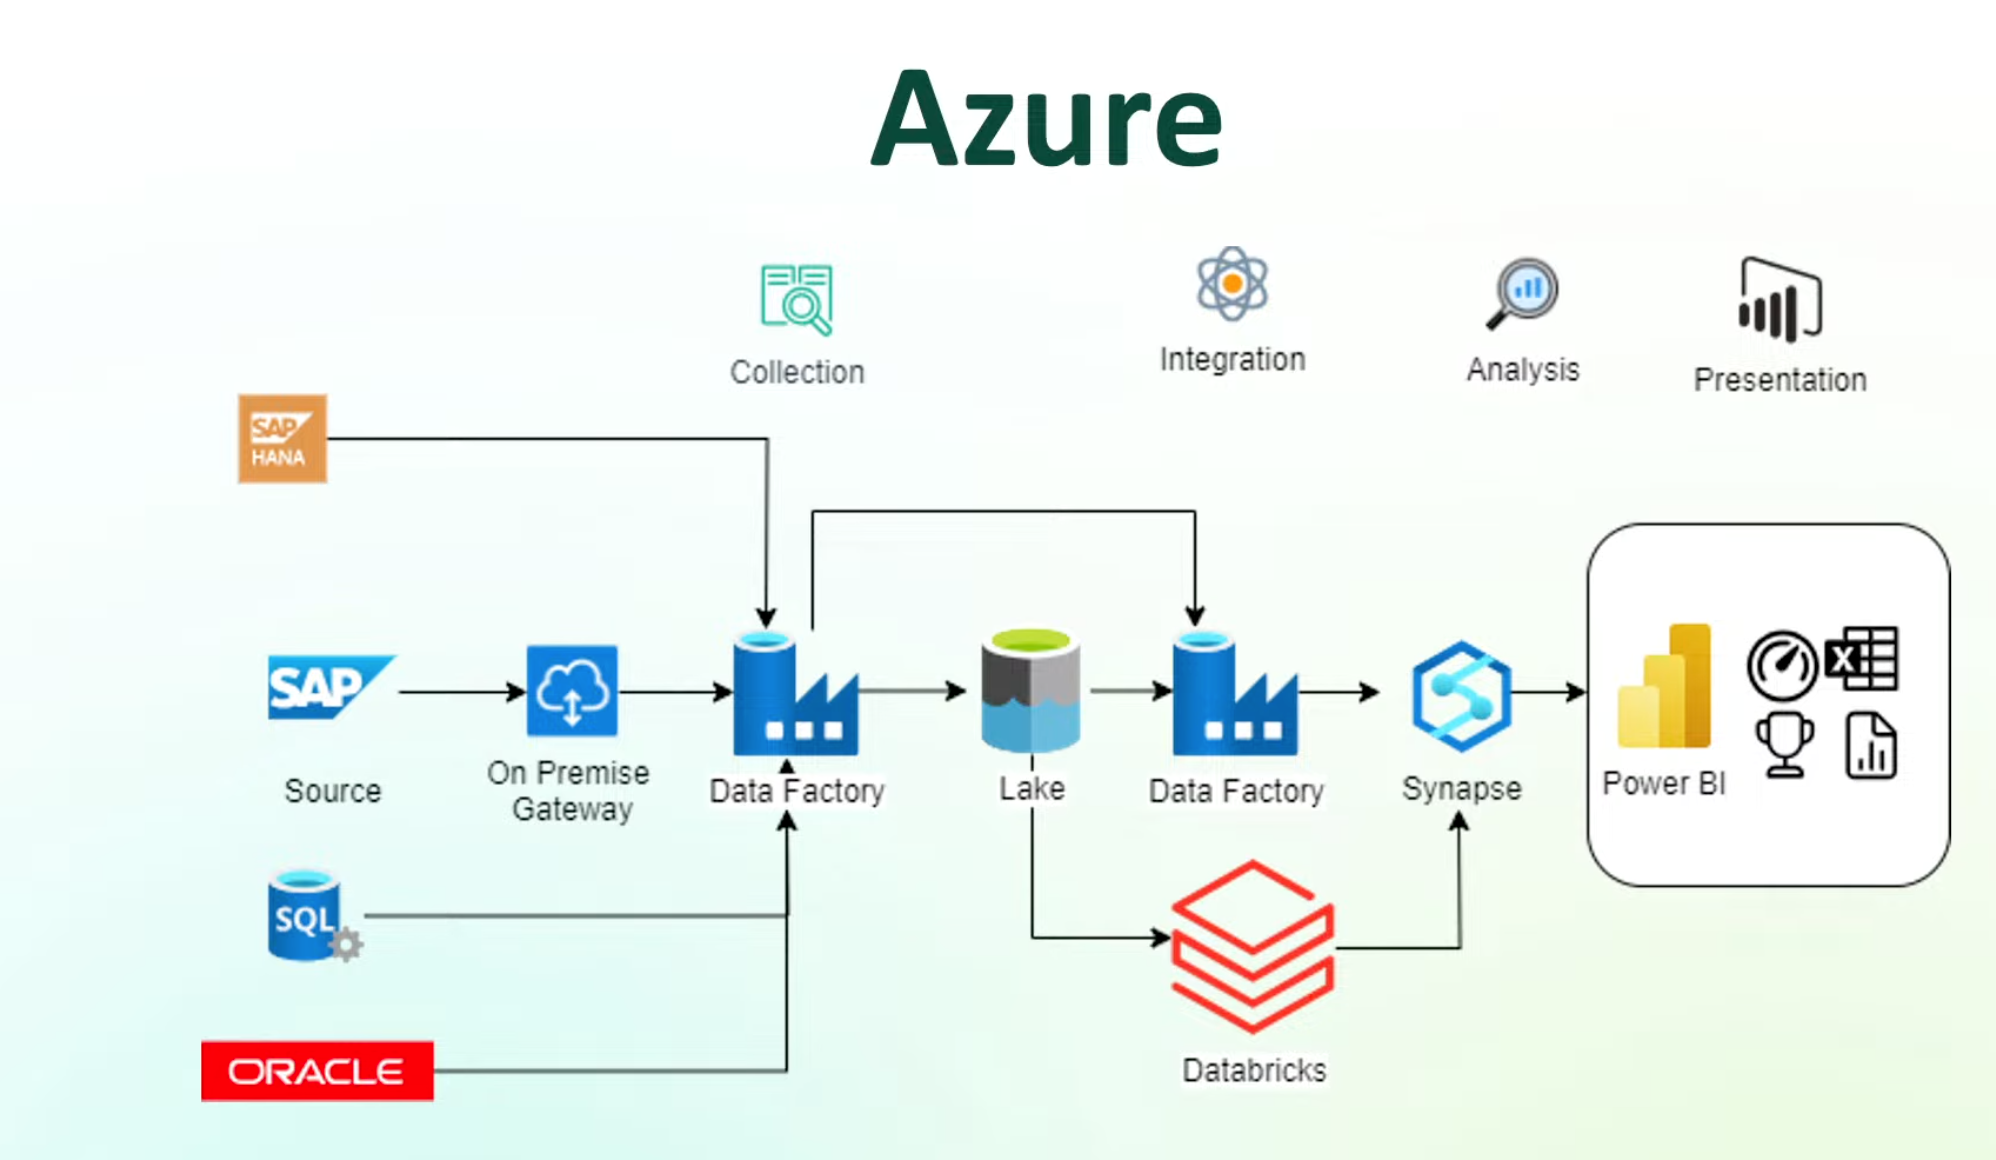 Azure
Collection
Integration
Analysis
Presentation
SAP
HANA
SAP
Source
On Premise
Gateway
Data Factory
Lake
Data Factory
Synapse
Power BI
X
SQL
Databricks
ORACLE